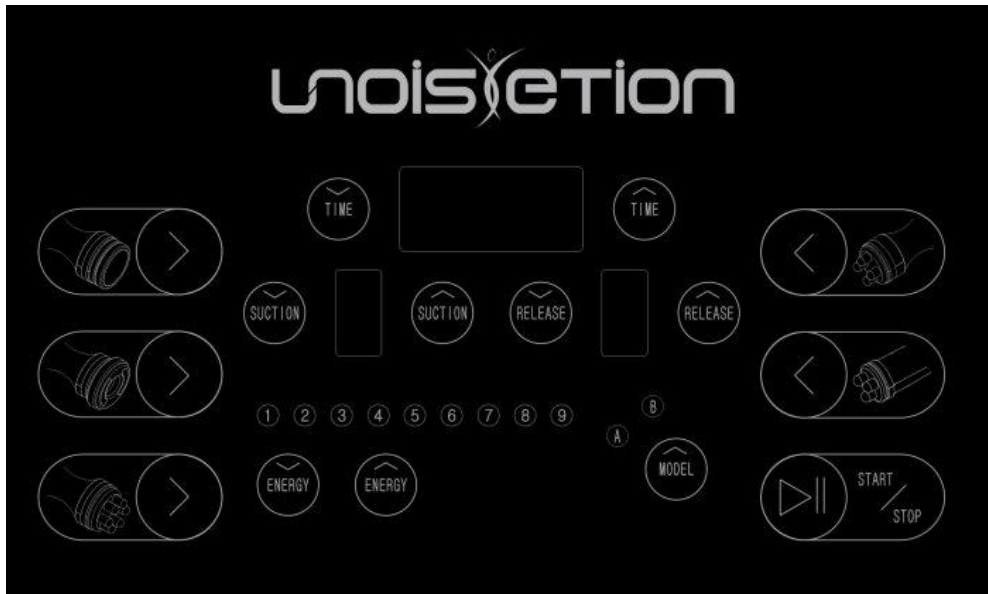 unoisetion
TIME TIME
SUCTION SUCTION RELEASE RELEASE
1 2 3 4 5 6 7 8 9
B
A
MODEL
ENERGY ENERGY
START
STOP